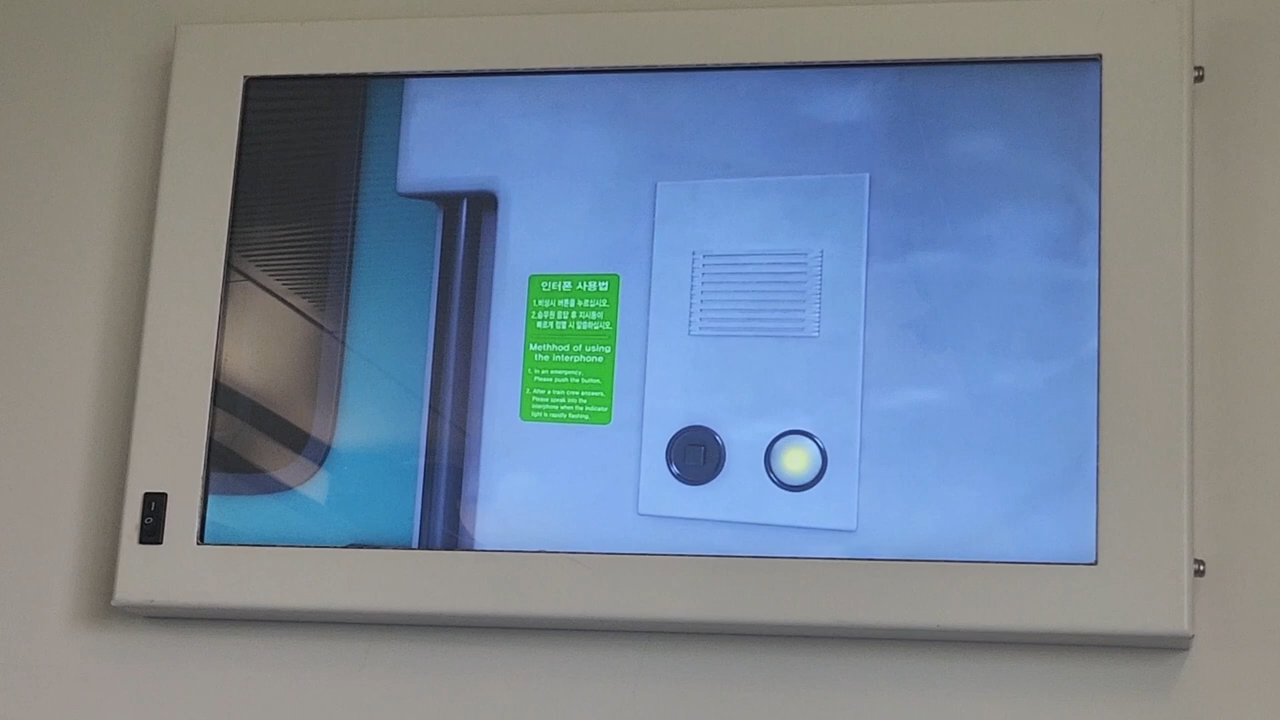 인터폰 사용법
1.비상시 버튼을 누르십시오.
2.승무원 응답 후 지시등이
빠르게 점멸 시 말씀하십시오.
Methhod of using
the interphone
1. In an emergency,
Please push the button.
2. After a train crew answers,
Please speak into the
interphone when the indicator
light is rapidly flashing.